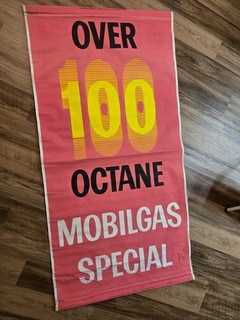 OVER
100
OCTANE
MOBILGAS
SPECIAL